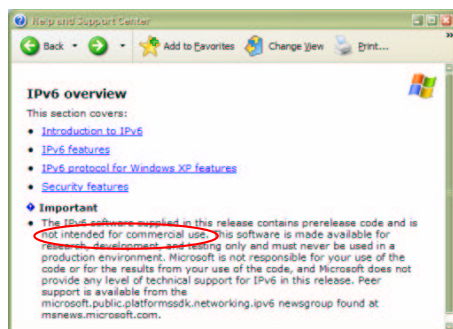 Help and Support Center
Back
Add to Favorites
Change View
Print...
»
IPv6 overview
This section covers:
• Introduction to IPv6
• IPv6 features
• IPv6 protocol for Windows XP features
• Security features
Important
• The IPv6 software supplied in this release contains prerelease code and is
not intended for commercial use. This software is made available for
research, development, and testing only and must never be used in a
production environment. Microsoft is not responsible for your use of the
code or for the results from your use of the code, and Microsoft does not
provide any level of technical support for IPv6 in this release. Peer
support is available from the
microsoft.public.platformssdk.networking.ipv6 newsgroup found at
msnews.microsoft.com.